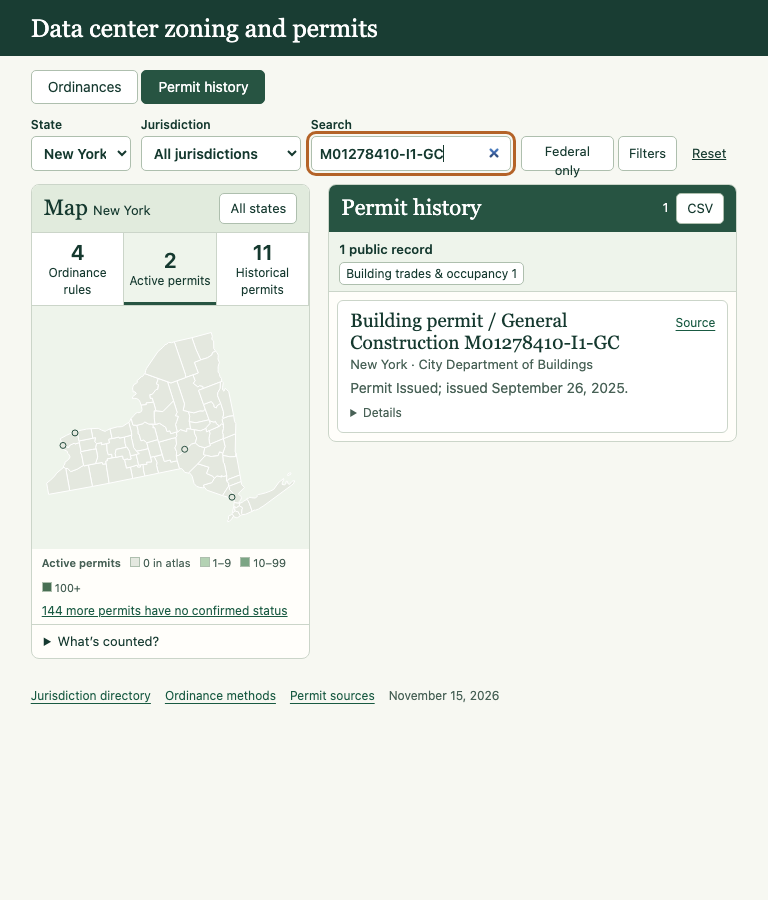 Data center zoning and permits
Ordinances
Permit history
State
Jurisdiction
Search
New York
All jurisdictions
M01278410-I1-GC
Federal only
Filters
Reset
Map New York
All states
4
Ordinance rules
2
Active permits
11
Historical permits
Active permits
0 in atlas
1–9
10–99
100+
144 more permits have no confirmed status
What's counted?
Permit history
1
CSV
1 public record
Building trades & occupancy 1
Building permit / General
Construction M01278410-I1-GC
Source
New York · City Department of Buildings
Permit Issued; issued September 26, 2025.
Details
Jurisdiction directory
Ordinance methods
Permit sources
November 15, 2026